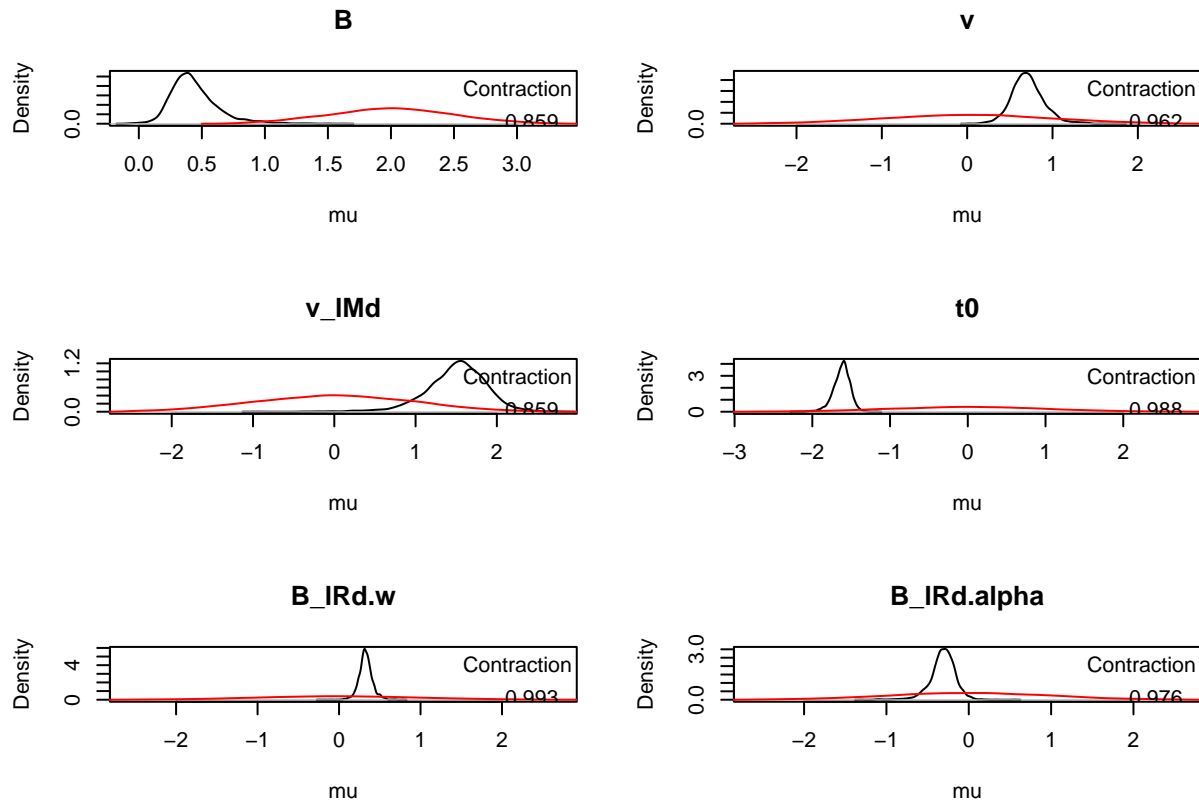 B
Density
0.0
Contraction
0.859
0.0 0.5 1.0 1.5 2.0 2.5 3.0
mu
v
Density
0.0
Contraction
0.962
−2 −1 0 1 2
mu
v_lMd
Density
0.0 1.2
Contraction
0.859
−2 −1 0 1 2
mu
t0
Density
0 3
Contraction
0.988
−3 −2 −1 0 1 2
mu
B_lRd.w
Density
0 4
Contraction
0.993
−2 −1 0 1 2
mu
B_lRd.alpha
Density
0.0 3.0
Contraction
0.976
−2 −1 0 1 2
mu